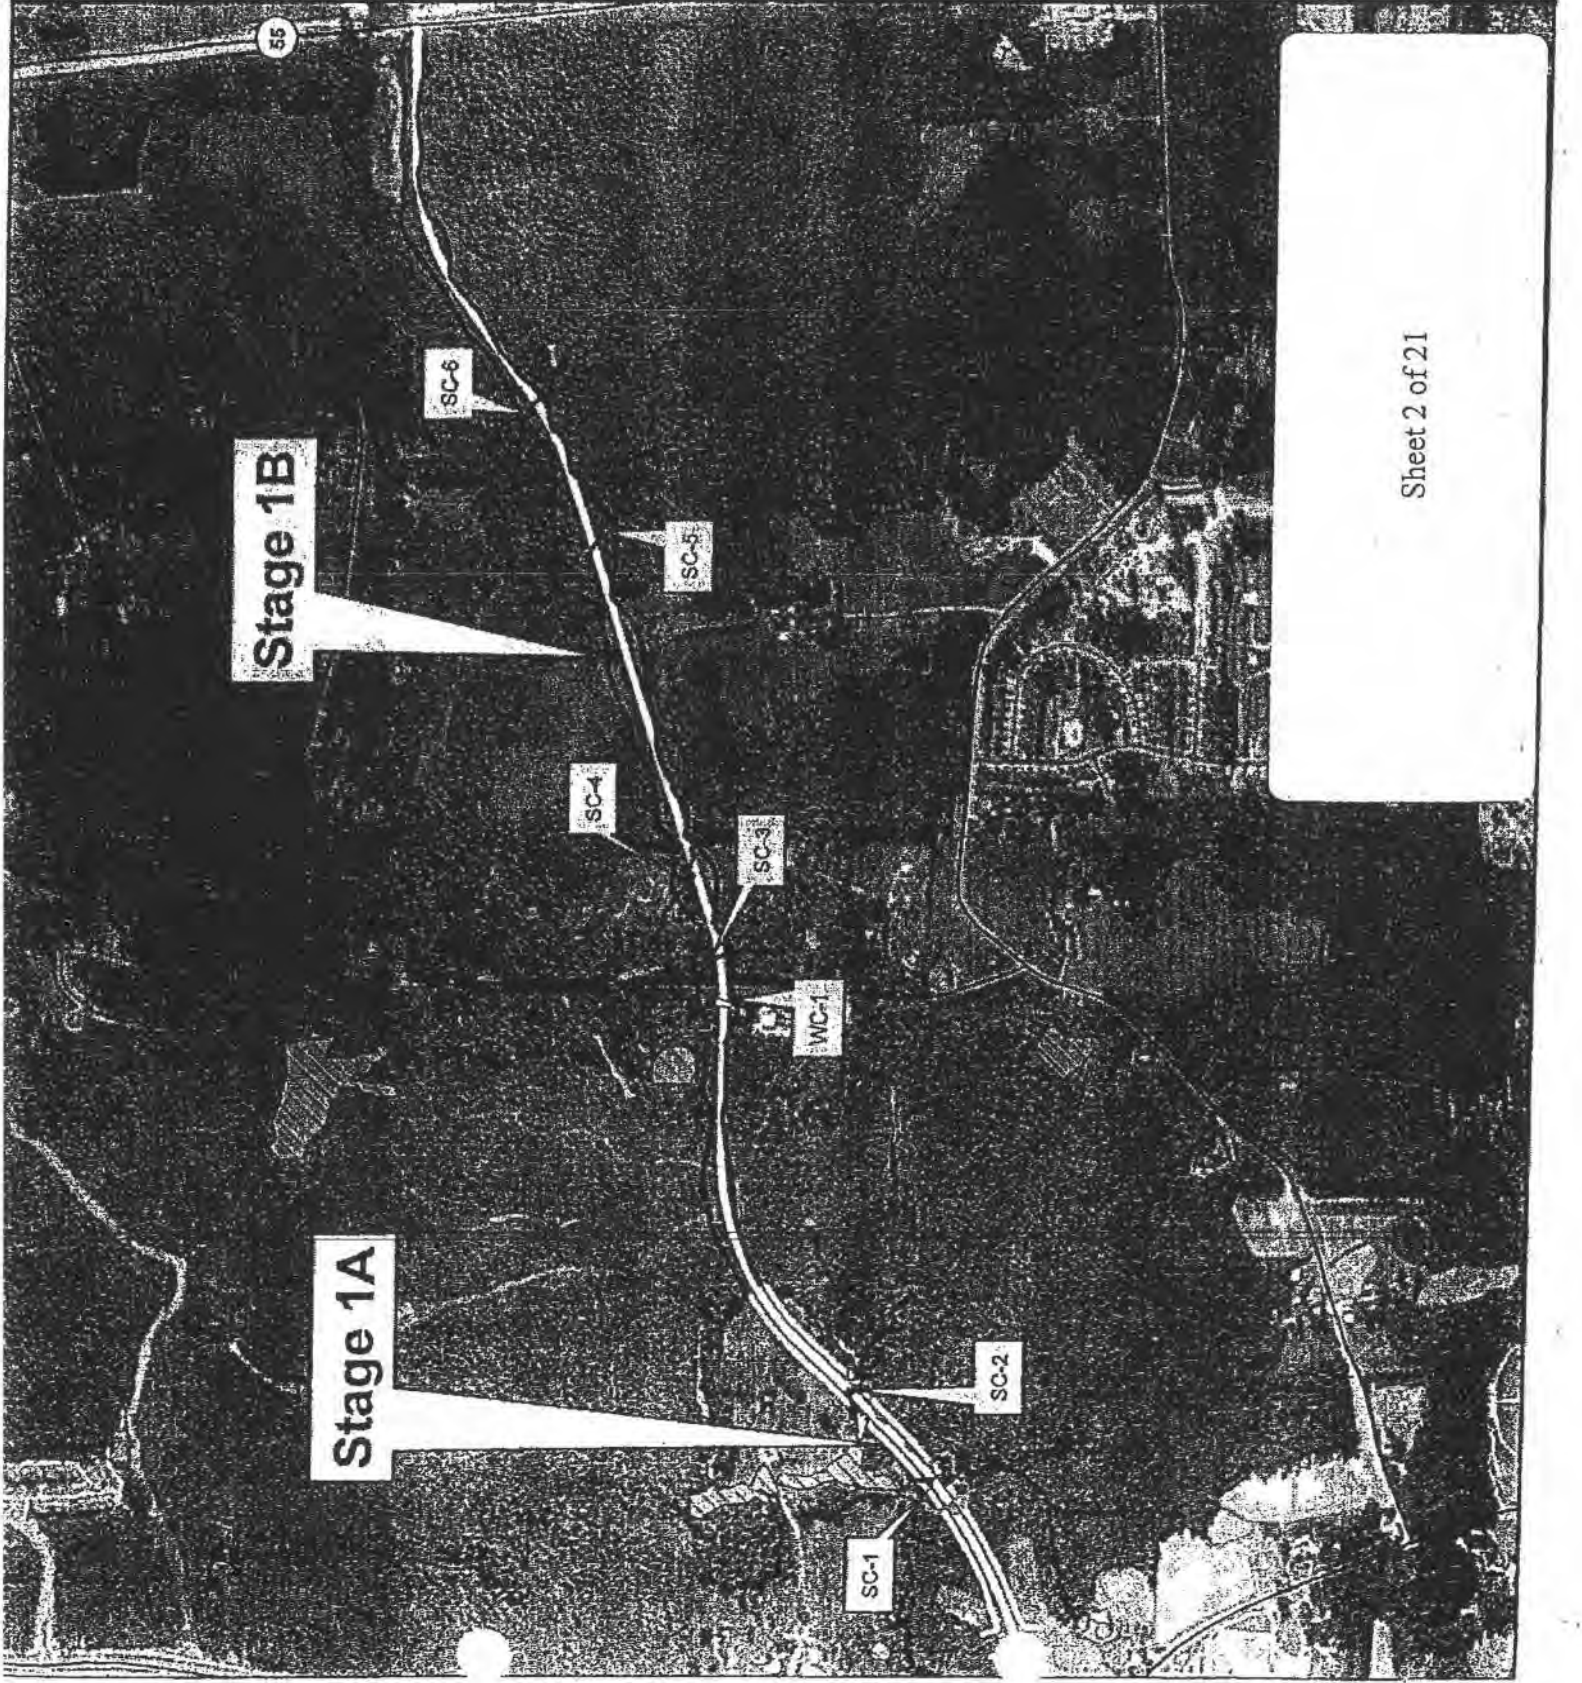 Stage 1A
Stage 1B
SC-1
SC-2
WC-1
SC-3
SC-4
SC-5
SC-6
55
Sheet 2 of 21